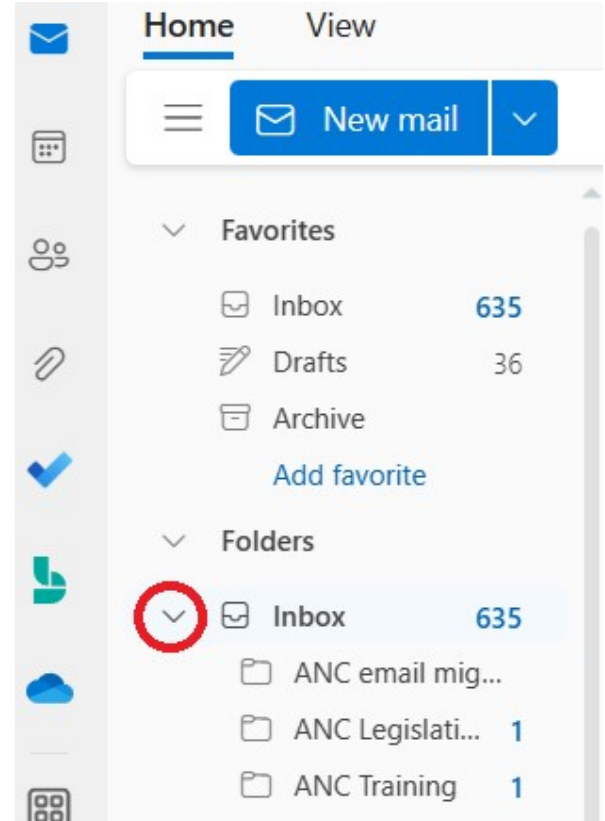 Home View
New mail
Favorites
Inbox 635
Drafts 36
Archive
Add favorite
Folders
Inbox 635
ANC email mig...
ANC Legislati... 1
ANC Training 1